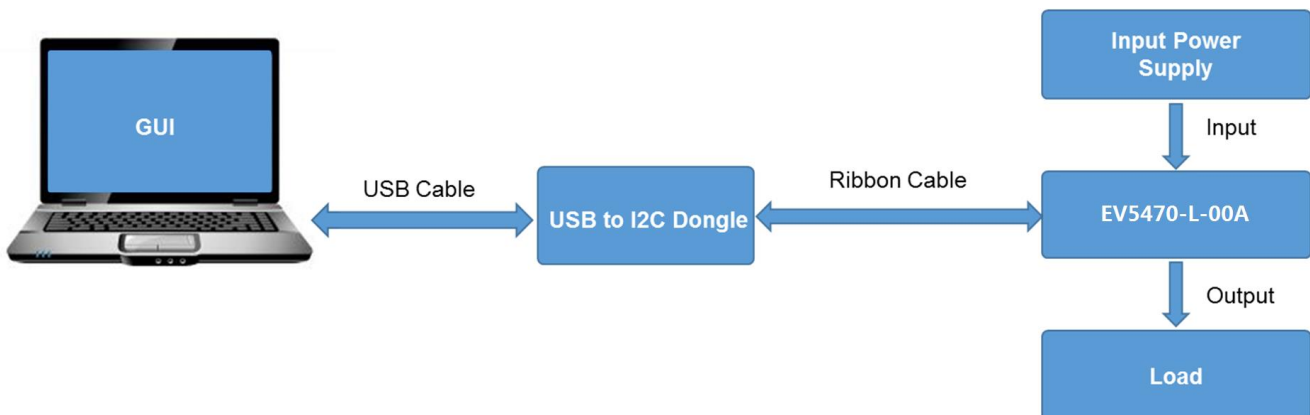 GUI
USB Cable
USB to I2C Dongle
Ribbon Cable
Input Power
Supply
Input
EV5470-L-00A
Output
Load